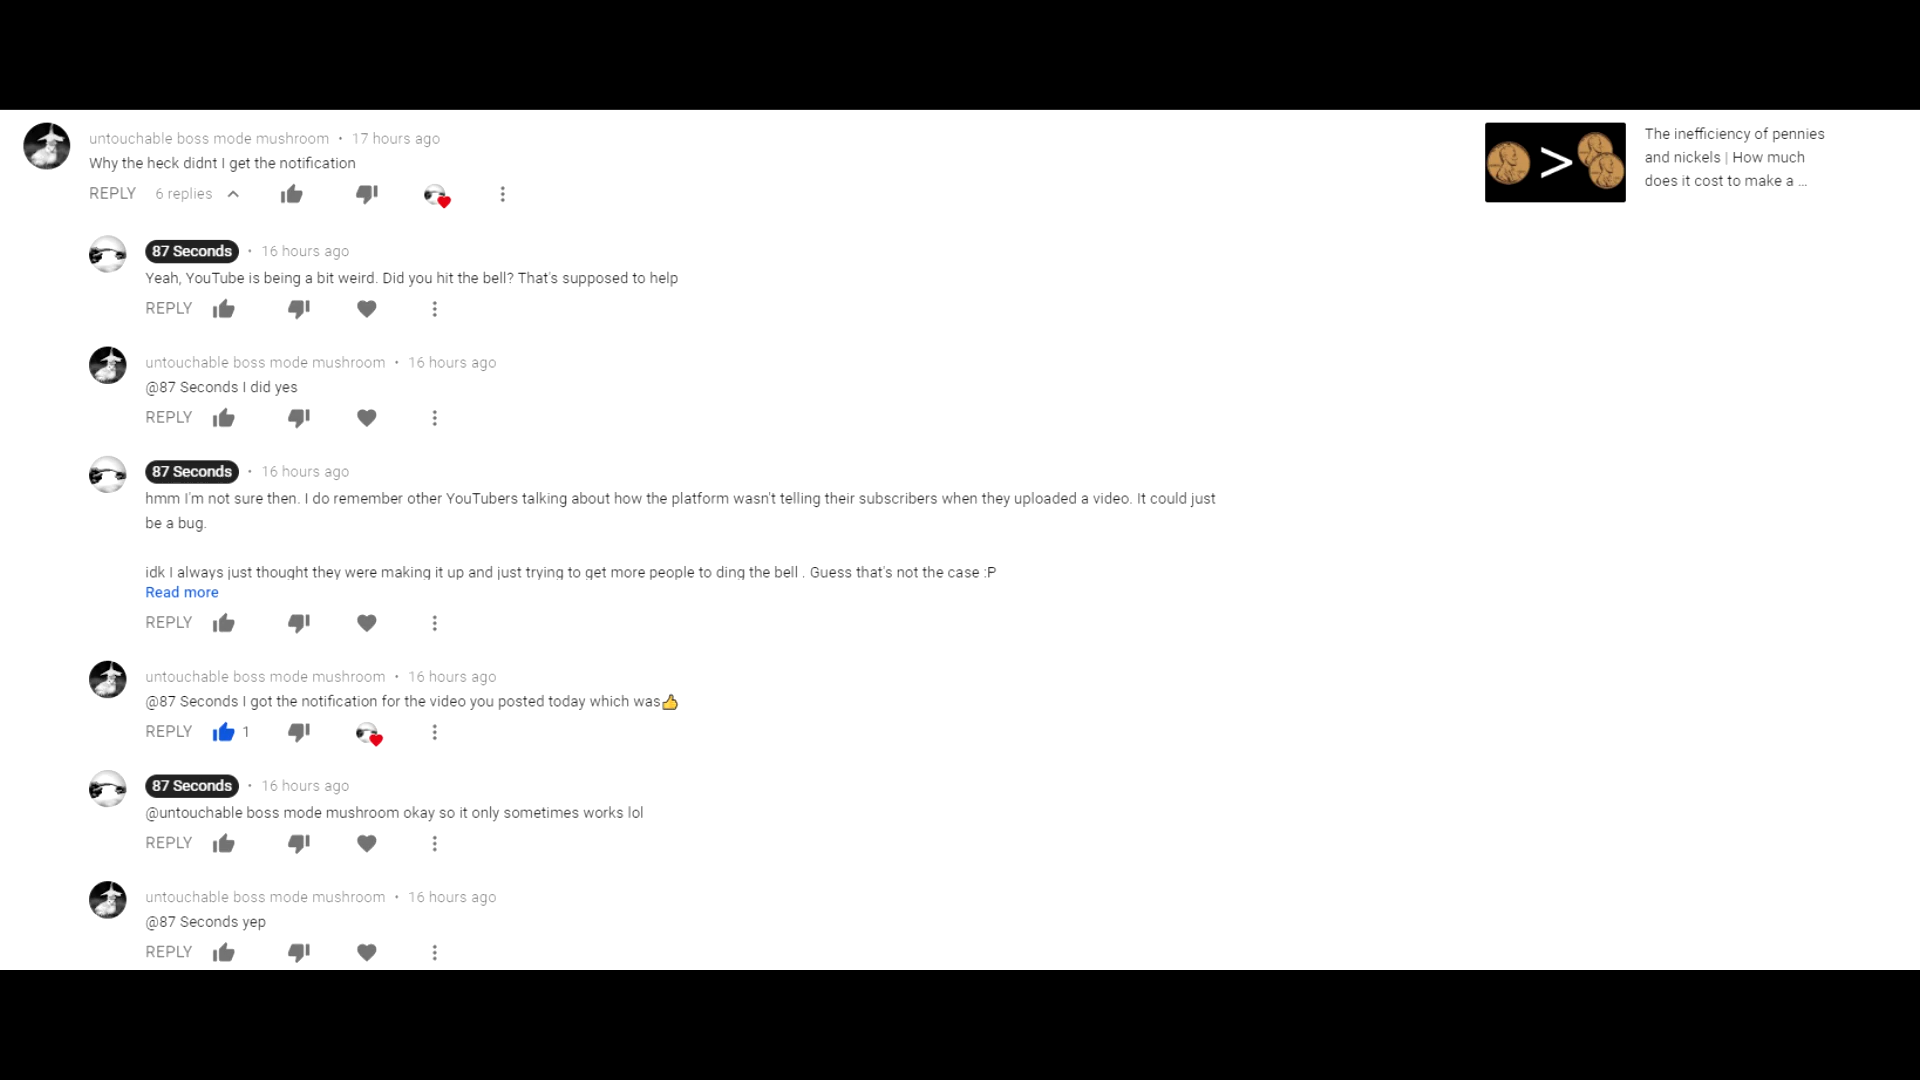 untouchable boss mode mushroom • 17 hours ago
Why the heck didnt I get the notification
REPLY 6 replies
The inefficiency of pennies
and nickels | How much
does it cost to make a ...
>
87 Seconds • 16 hours ago
Yeah, YouTube is being a bit weird. Did you hit the bell? That's supposed to help
REPLY
untouchable boss mode mushroom • 16 hours ago
@87 Seconds I did yes
REPLY
87 Seconds • 16 hours ago
hmm I'm not sure then. I do remember other YouTubers talking about how the platform wasn't telling their subscribers when they uploaded a video. It could just
be a bug.
idk I always just thought they were making it up and just trying to get more people to ding the bell . Guess that's not the case :P
Read more
REPLY
untouchable boss mode mushroom • 16 hours ago
@87 Seconds I got the notification for the video you posted today which was👍
REPLY 1
87 Seconds • 16 hours ago
@untouchable boss mode mushroom okay so it only sometimes works lol
REPLY
untouchable boss mode mushroom • 16 hours ago
@87 Seconds yep
REPLY